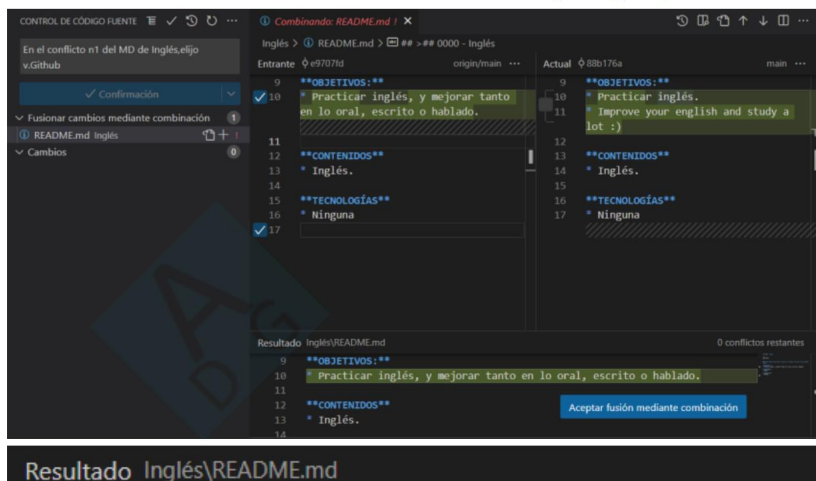 CONTROL DE CÓDIGO FUENTE
Combinando: README.md !
Inglés > README.md > ## >## 0000 - Inglés
En el conflicto n1 del MD de Inglés,elijo
v.Github
Confirmación
Fusionar cambios mediante combinación 1
README.md Inglés !
Cambios 0
Entrante e9707fd origin/main ···
9 **OBJETIVOS:**
10 * Practicar inglés, y mejorar tanto
en lo oral, escrito o hablado.
11
12 **CONTENIDOS**
13 * Inglés.
14
15 **TECNOLOGÍAS**
16 * Ninguna
17
Actual 88b176a main ···
9 **OBJETIVOS:**
10 * Practicar inglés.
11 * Improve your english and study a
lot :)
12
13 **CONTENIDOS**
14 * Inglés.
15
16 **TECNOLOGÍAS**
17 * Ninguna
ADG
Resultado Inglés\README.md 0 conflictos restantes
9 **OBJETIVOS:**
10 * Practicar inglés, y mejorar tanto en lo oral, escrito o hablado.
11
12 **CONTENIDOS**
13 * Inglés.
14
Aceptar fusión mediante combinación
Resultado Inglés\README.md